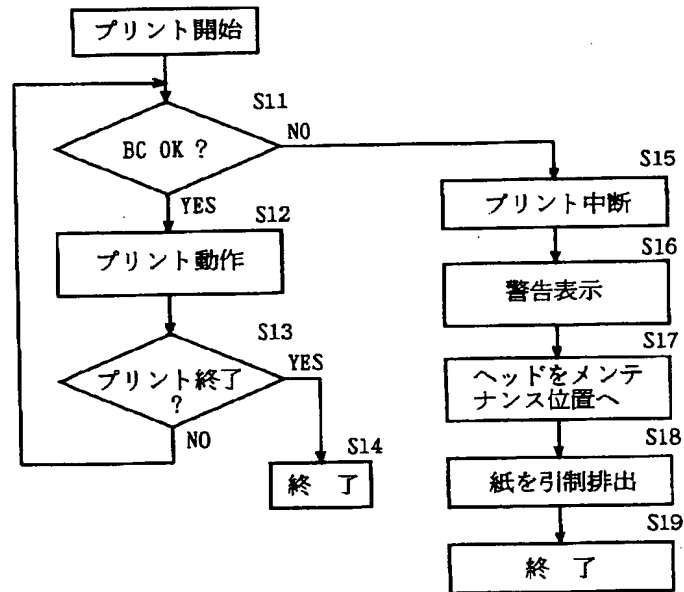 プリント開始
S11
BC OK ?
NO
YES
S12
プリント動作
S13
プリント終了
?
YES
NO
S14
終 了
S15
プリント中断
S16
警告表示
S17
ヘッドをメンテ
ナンス位置へ
S18
紙を引制排出
S19
終 了